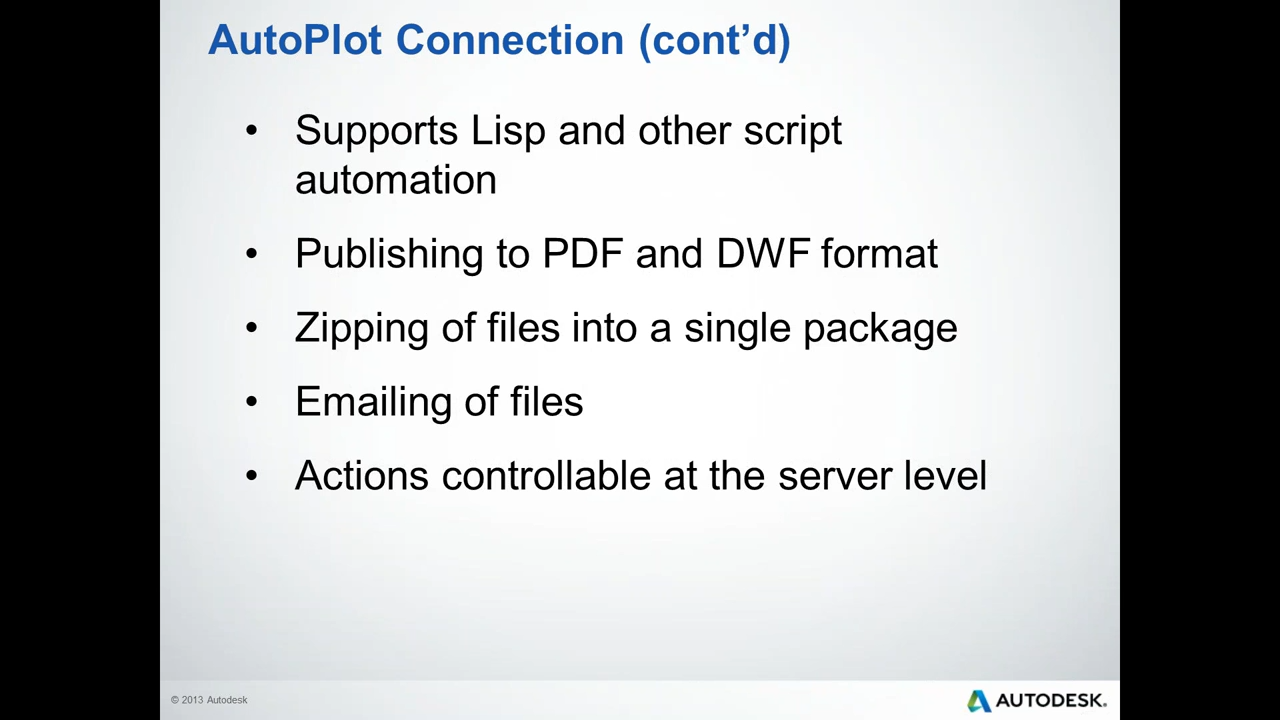 AutoPlot Connection (cont’d)
• Supports Lisp and other script
automation
• Publishing to PDF and DWF format
• Zipping of files into a single package
• Emailing of files
• Actions controllable at the server level
© 2013 Autodesk
AUTODESK.